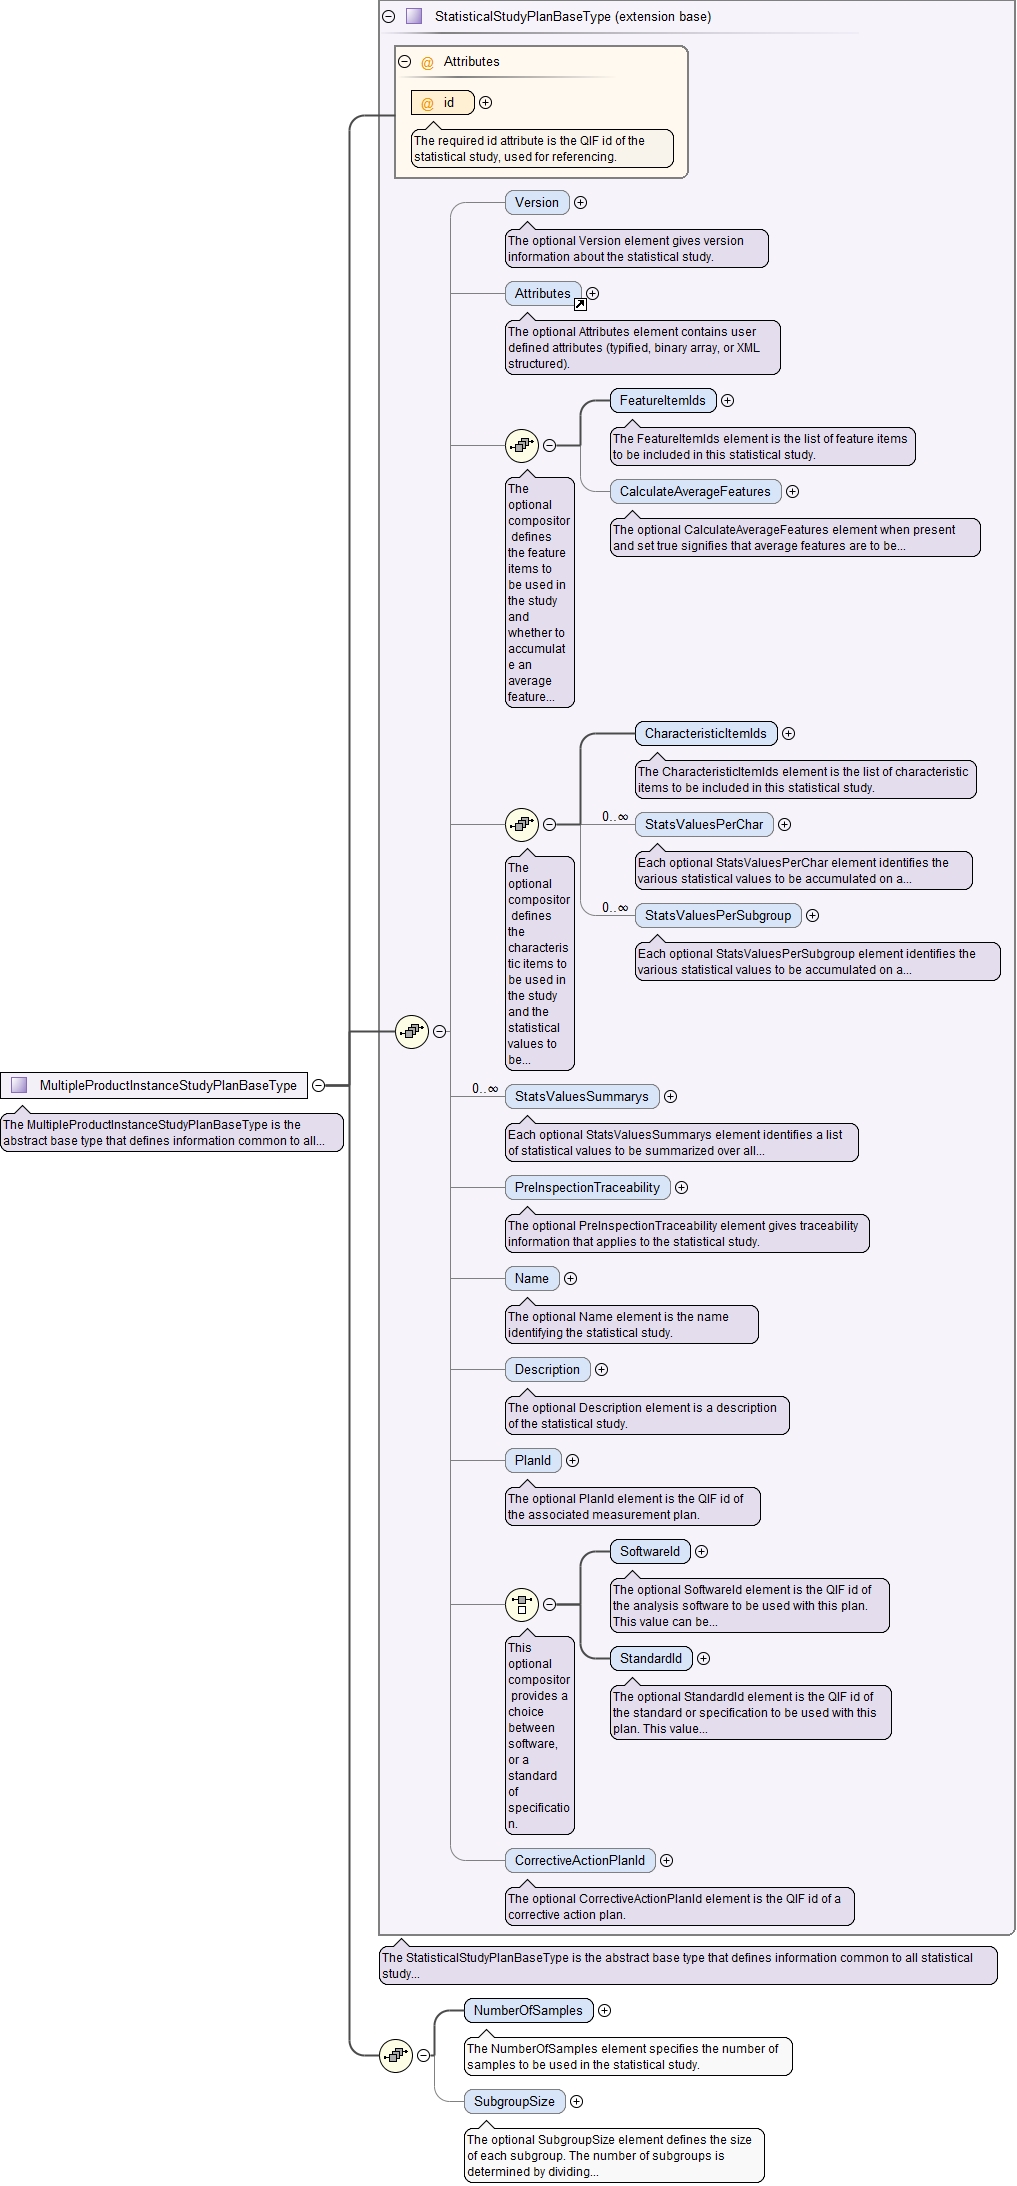 StatisticalStudyPlanBaseType (extension base)
@ Attributes
@ id
The required id attribute is the QIF id of the
statistical study, used for referencing.
Version
The optional Version element gives version
information about the statistical study.
Attributes
The optional Attributes element contains user
defined attributes (typified, binary array, or XML
structured).
FeatureItemIds
The FeatureItemIds element is the list of feature items
to be included in this statistical study.
CalculateAverageFeatures
The optional CalculateAverageFeatures element when present
and set true signifies that average features are to be...
The
optional
compositor
defines
the feature
items to
be used in
the study
and
whether to
accumulat
e an
average
feature...
CharacteristicItemIds
The CharacteristicItemIds element is the list of characteristic
items to be included in this statistical study.
0..∞
StatsValuesPerChar
Each optional StatsValuesPerChar element identifies the
various statistical values to be accumulated on a...
0..∞
StatsValuesPerSubgroup
Each optional StatsValuesPerSubgroup element identifies the
various statistical values to be accumulated on a...
The
optional
compositor
defines
the
characteris
tic items to
be used in
the study
and the
statistical
values to
be...
MultipleProductInstanceStudyPlanBaseType
The MultipleProductInstanceStudyPlanBaseType is the
abstract base type that defines information common to all...
0..∞
StatsValuesSummarys
Each optional StatsValuesSummarys element identifies a list
of statistical values to be summarized over all...
PreInspectionTraceability
The optional PreInspectionTraceability element gives traceability
information that applies to the statistical study.
Name
The optional Name element is the name
identifying the statistical study.
Description
The optional Description element is a description
of the statistical study.
PlanId
The optional PlanId element is the QIF id of
the associated measurement plan.
SoftwareId
The optional SoftwareId element is the QIF id of
the analysis software to be used with this plan.
This value can be...
StandardId
The optional StandardId element is the QIF id of
the standard or specification to be used with this
plan. This value...
This
optional
compositor
provides a
choice
between
software,
or a
standard
of
specificatio
n.
CorrectiveActionPlanId
The optional CorrectiveActionPlanId element is the QIF id of a
corrective action plan.
The StatisticalStudyPlanBaseType is the abstract base type that defines information common to all statistical
study...
NumberOfSamples
The NumberOfSamples element specifies the number of
samples to be used in the statistical study.
SubgroupSize
The optional SubgroupSize element defines the size
of each subgroup. The number of subgroups is
determined by dividing...